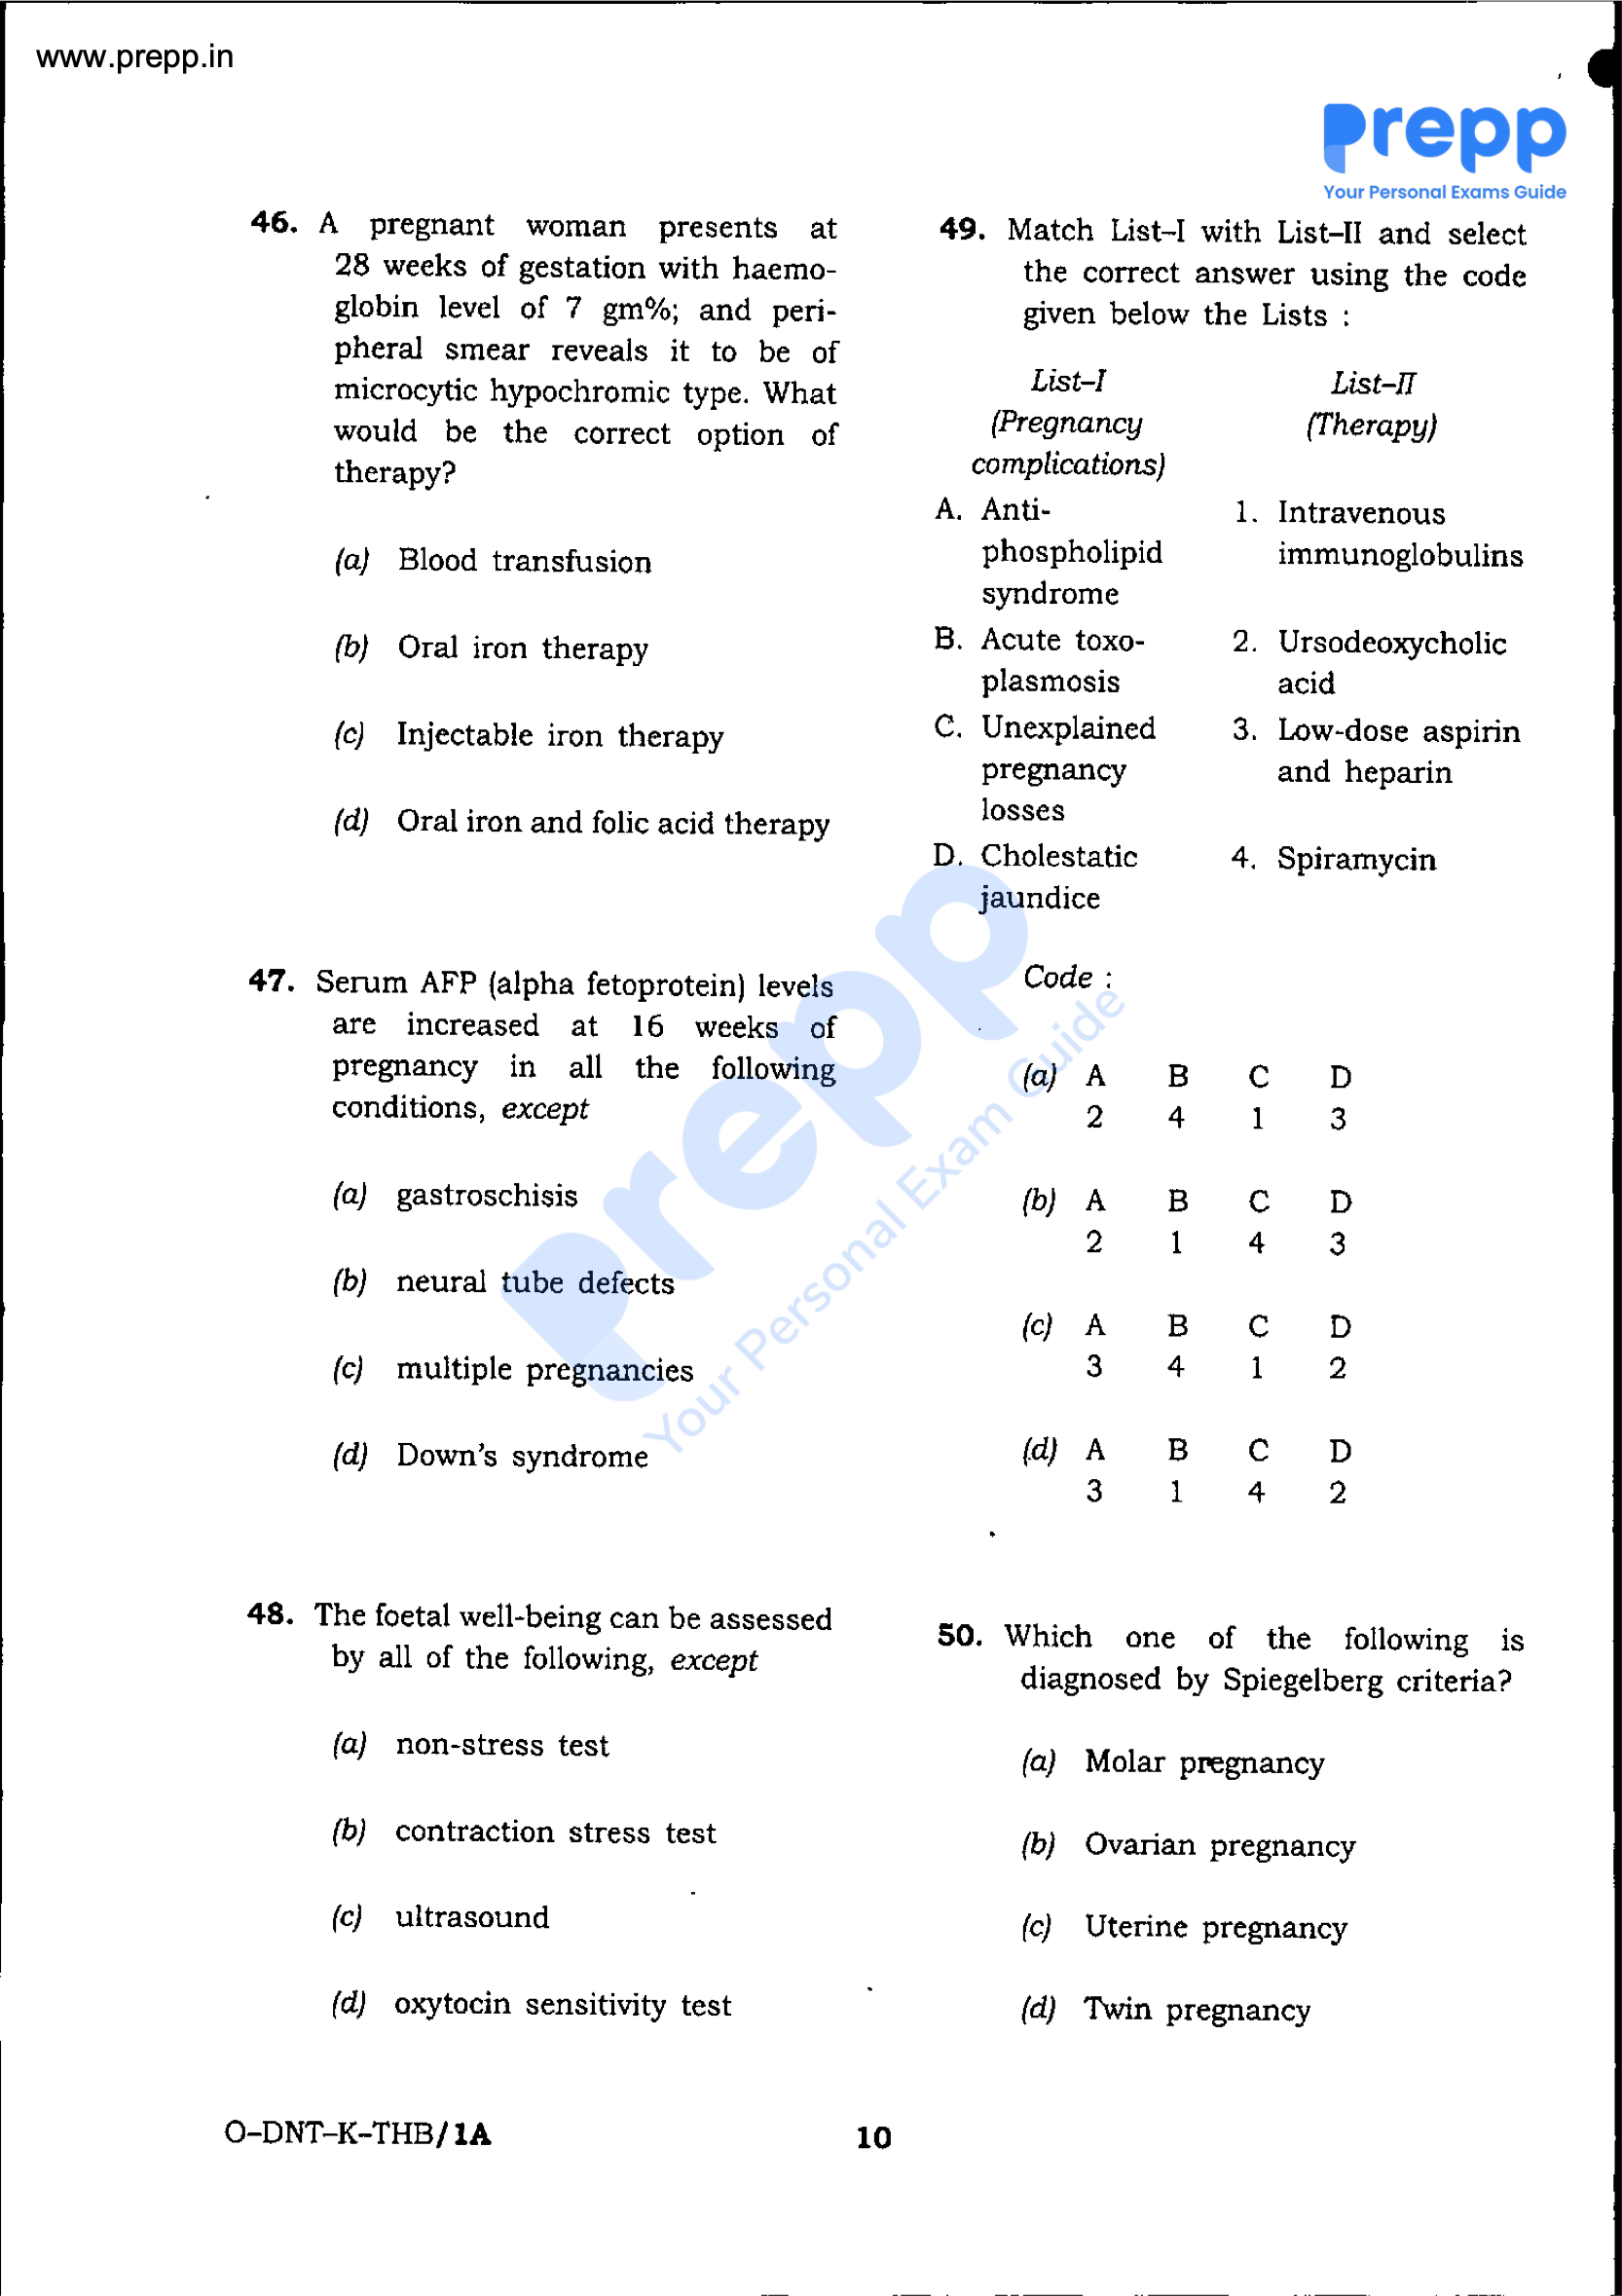 www.prepp.in
prepp
Your Personal Exams Guide
46. A pregnant woman presents at
28 weeks of gestation with haemo-
globin level of 7 gm%; and peri-
pheral smear reveals it to be of
microcytic hypochromic type. What
would be the correct option of
therapy?
(a) Blood transfusion
(b) Oral iron therapy
(c) Injectable iron therapy
(d) Oral iron and folic acid therapy
47. Serum AFP (alpha fetoprotein) levels
are increased at 16 weeks of
pregnancy in all the following
conditions, except
(a) gastroschisis
(b) neural tube defects
(c) multiple pregnancies
(d) Down's syndrome
48. The foetal well-being can be assessed
by all of the following, except
(a) non-stress test
(b) contraction stress test
(c) ultrasound
(d) oxytocin sensitivity test
49. Match List-I with List-II and select
the correct answer using the code
given below the Lists :
List-I List-II
(Pregnancy (Therapy)
complications)
A. Anti- 1. Intravenous
phospholipid immunoglobulins
syndrome
B. Acute toxo- 2. Ursodeoxycholic
plasmosis acid
C. Unexplained 3. Low-dose aspirin
pregnancy and heparin
losses
D. Cholestatic 4. Spiramycin
jaundice
Code :
(a) A B C D
2 4 1 3
(b) A B C D
2 1 4 3
(c) A B C D
3 4 1 2
(d) A B C D
3 1 4 2
50. Which one of the following is
diagnosed by Spiegelberg criteria?
(a) Molar pregnancy
(b) Ovarian pregnancy
(c) Uterine pregnancy
(d) Twin pregnancy
prepp
Your Personal Exam Guide
O-DNT-K-THB/1A
10